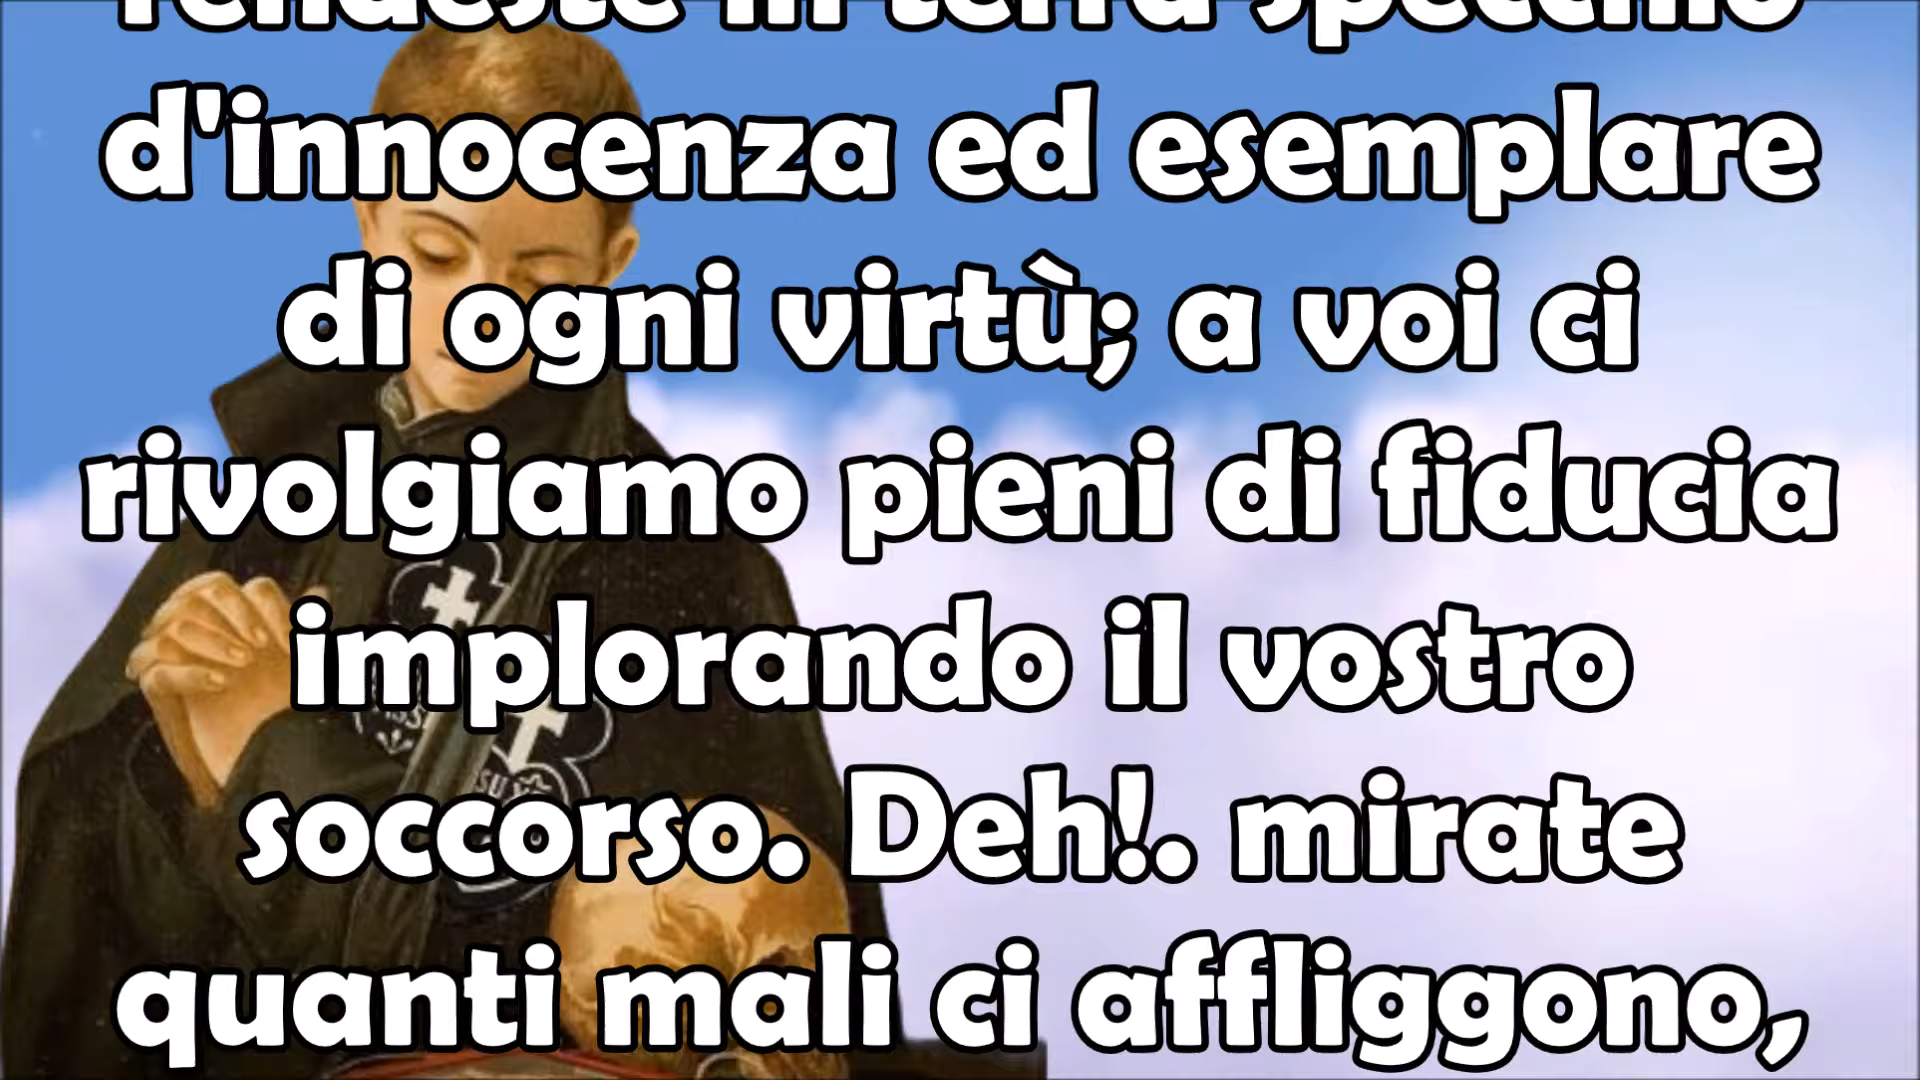 rendeste in terra specchio
d'innocenza ed esemplare
di ogni virtù; a voi ci
rivolgiamo pieni di fiducia
implorando il vostro
soccorso. Deh!. mirate
quanti mali ci affliggono,